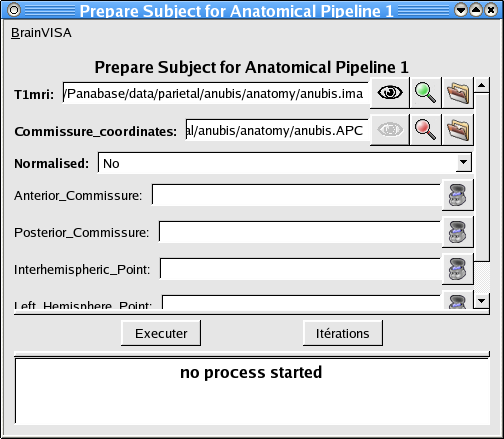 Prepare Subject for Anatomical Pipeline 1
BrainVISA
Prepare Subject for Anatomical Pipeline 1
T1mri: /Panabase/data/parietal/anubis/anatomy/anubis.ima
Commissure_coordinates: al/anubis/anatomy/anubis.APC
Normalised: No
Anterior_Commissure:
Posterior_Commissure:
Interhemispheric_Point:
Left_Hemisphere_Point:
Executer Itérations
no process started